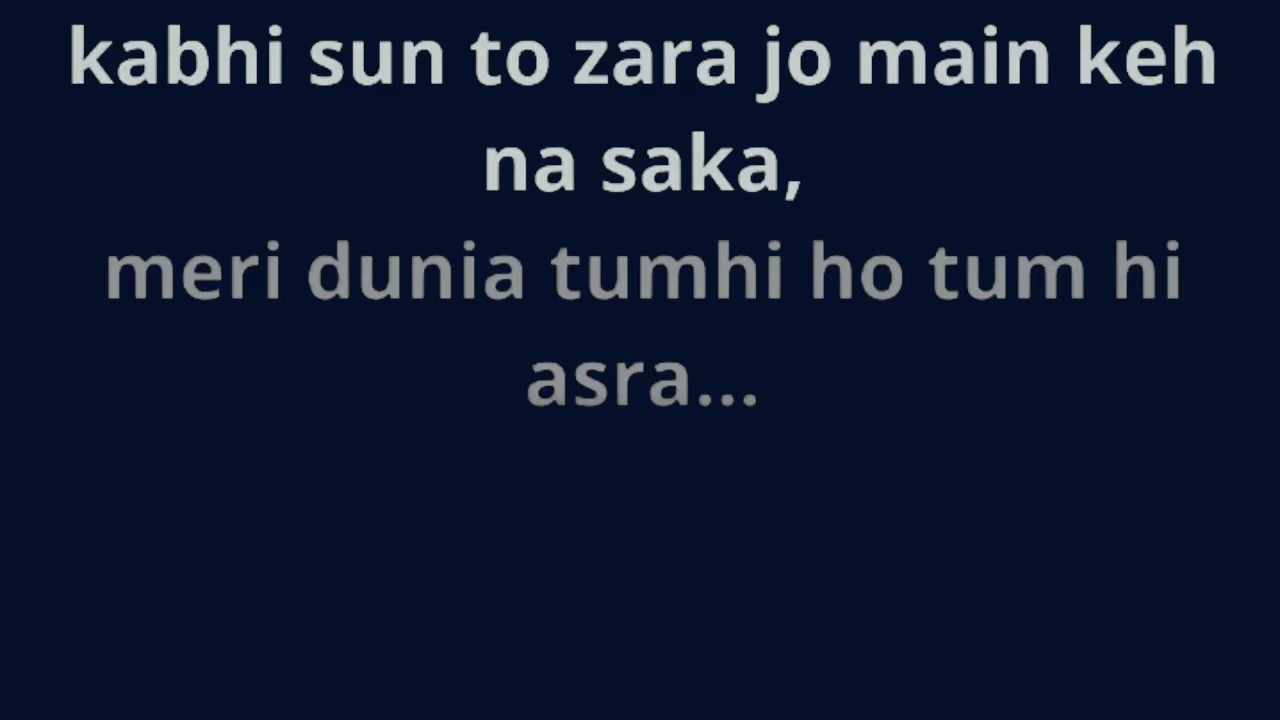 kabhi sun to zara jo main keh
na saka,
meri dunia tumhi ho tum hi
asra...